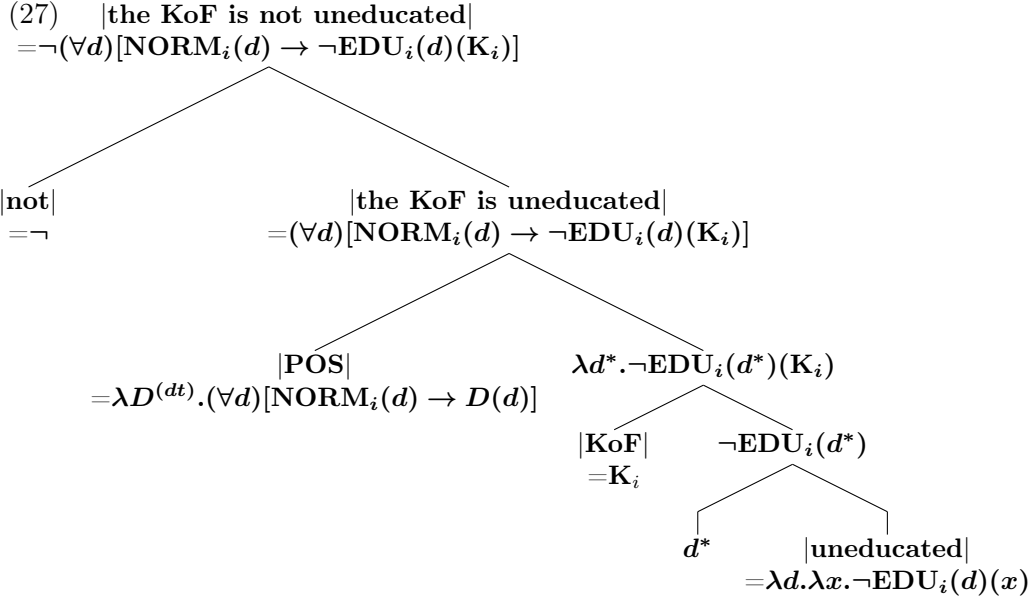 (27) |the KoF is not uneducated|
=¬(∀d)[NORMᵢ(d) → ¬EDUᵢ(d)(Kᵢ)]
|not|
=¬
|the KoF is uneducated|
=(∀d)[NORMᵢ(d) → ¬EDUᵢ(d)(Kᵢ)]
|POS|
=λD⁽ᵈᵗ⁾.(∀d)[NORMᵢ(d) → D(d)]
λd*.¬EDUᵢ(d*)(Kᵢ)
|KoF|
=Kᵢ
¬EDUᵢ(d*)
d*
|uneducated|
=λd.λx.¬EDUᵢ(d)(x)